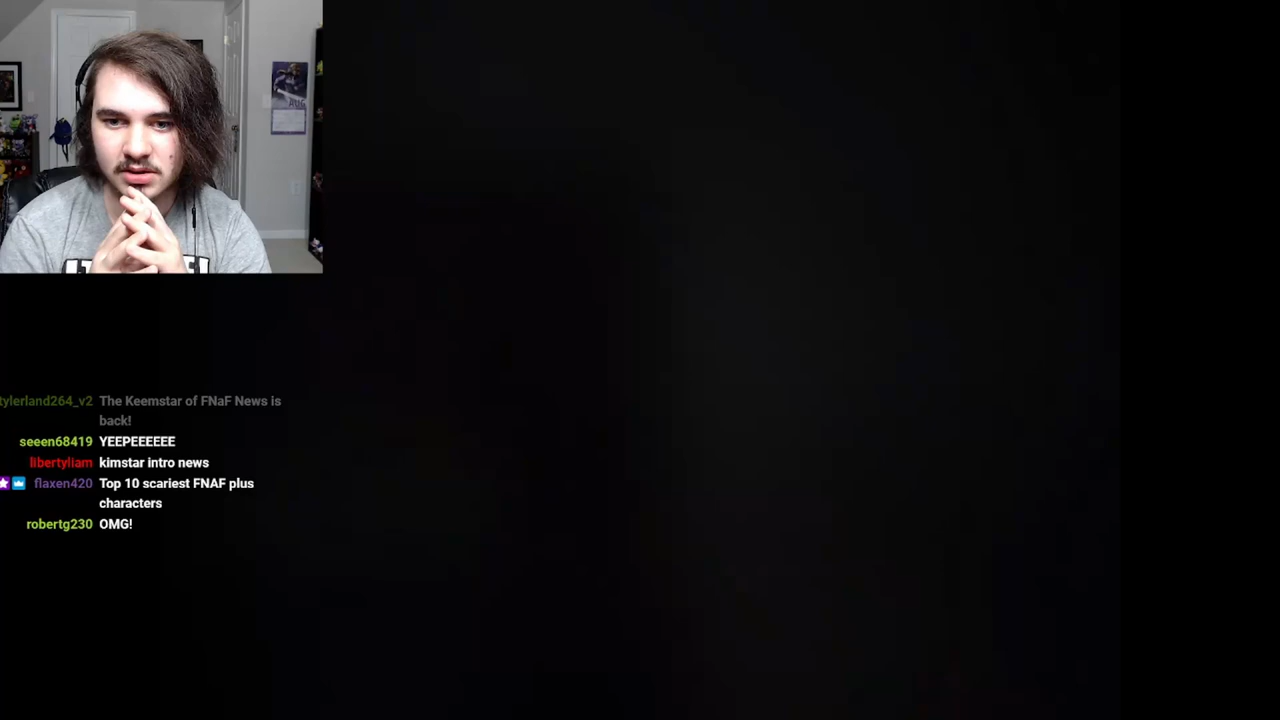 AUG
tylerland264_v2 The Keemstar of FNaF News is
back!
seeen68419 YEEPEEEEEE
libertyliam kimstar intro news
flaxen420 Top 10 scariest FNAF plus
characters
robertg230 OMG!